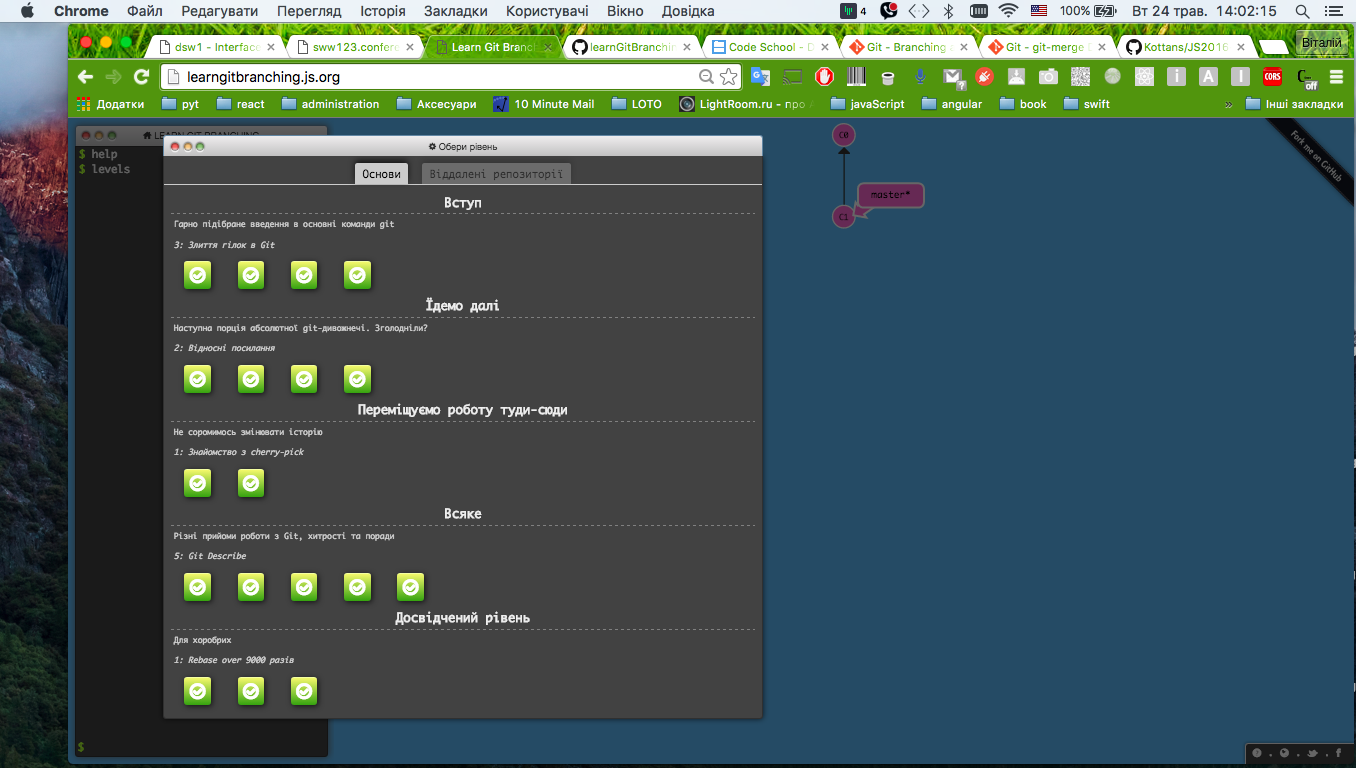 Chrome Файл Редагувати Перегляд Історія Закладки Користувачі Вікно Довідка 4 100% Вт 24 трав. 14:02:15
dsw1 - Interface sww123.confere Learn Git Branch learnGitBranchin Code School - D Git - Branching Git - git-merge Kottans/JS2016 Віталій
learngitbranching.js.org
Додатки pyt react administration Аксесуари 10 Minute Mail LOTO LightRoom.ru - про javaScript angular book swift » Інші закладки
LEARN GIT BRANCHING
$ help
$ levels
$
Обери рівень
Основи Віддалені репозиторії
Вступ
Гарно підібране введення в основні команди git
3: Злиття гілок в Git
Їдемо далі
Наступна порція абсолютної git-дивожнечі. Зголодніли?
2: Відносні посилання
Переміщуємо роботу туди-сюди
Не соромимось змінювати історію
1: Знайомство з cherry-pick
Всяке
Різні прийоми роботи з Git, хитрості та поради
5: Git Describe
Досвідчений рівень
Для хоробрих
1: Rebase over 9000 разів
C0
master*
C1
Fork me on GitHub